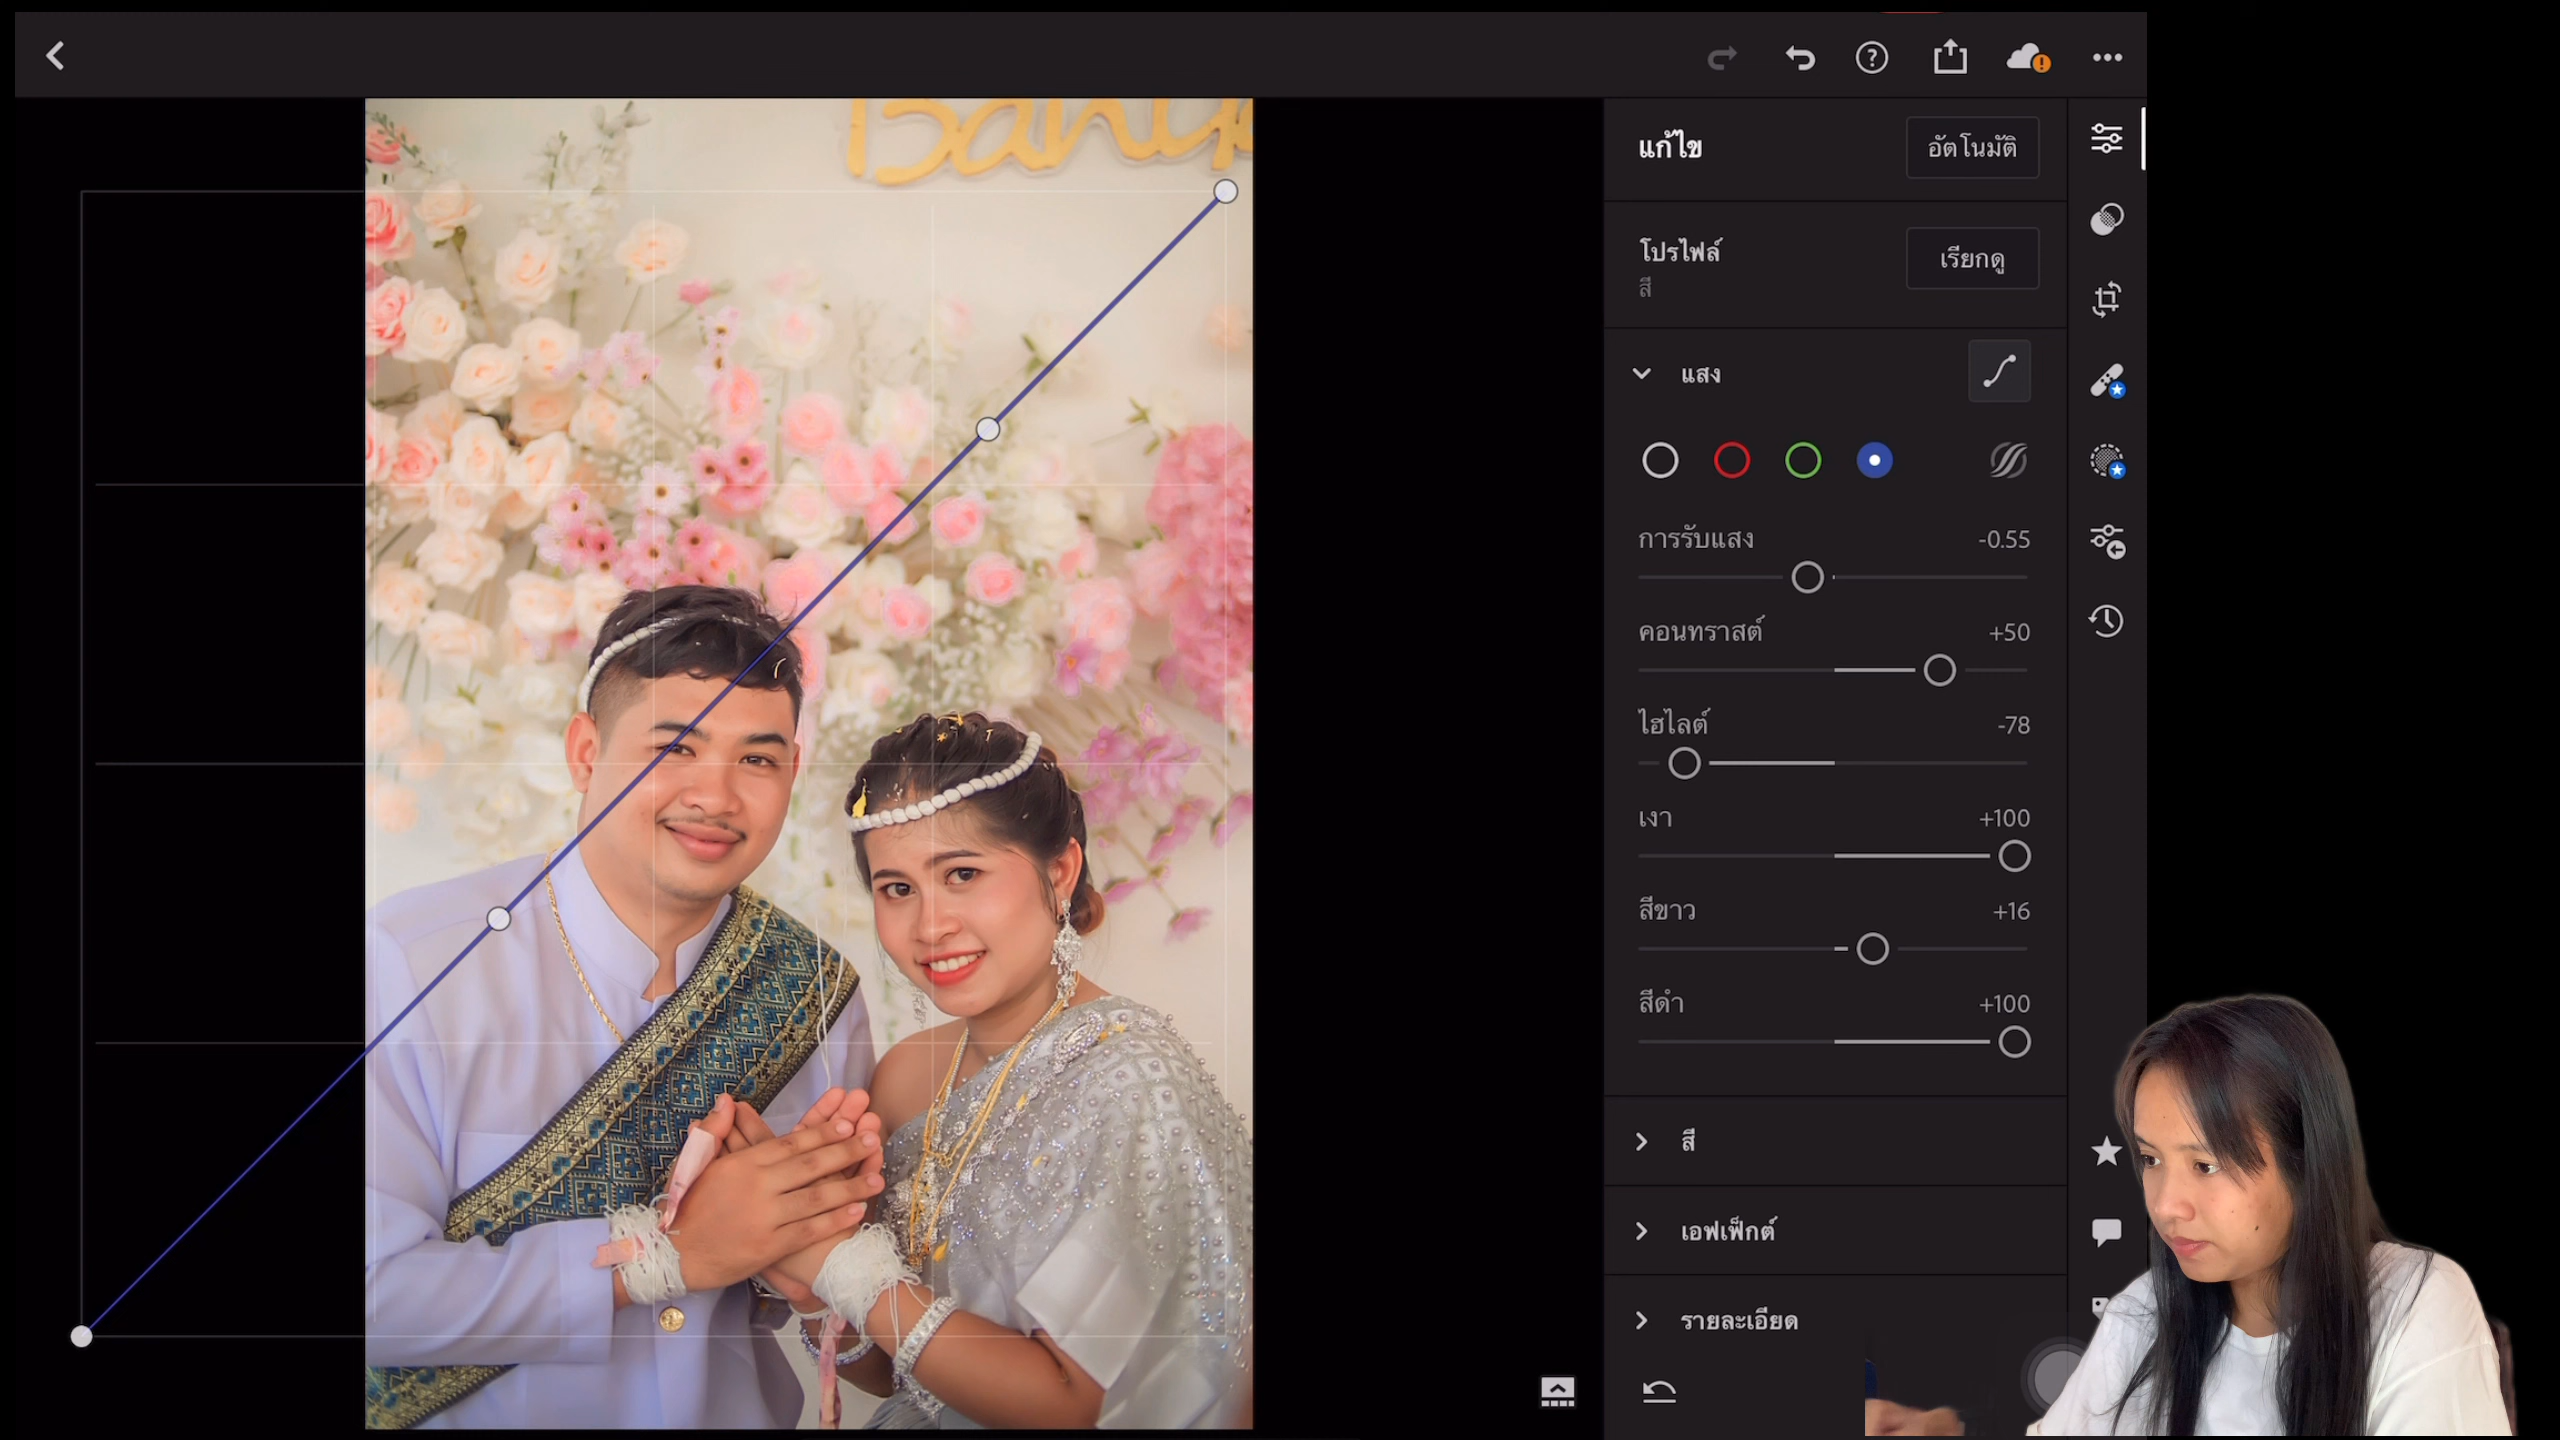 แก้ไข
อัตโนมัติ
โปรไฟล์
สี
เรียกดู
แสง
การรับแสง -0.55
คอนทราสต์ +50
ไฮไลต์ -78
เงา +100
สีขาว +16
สีดำ +100
สี
เอฟเฟ็กต์
รายละเอียด